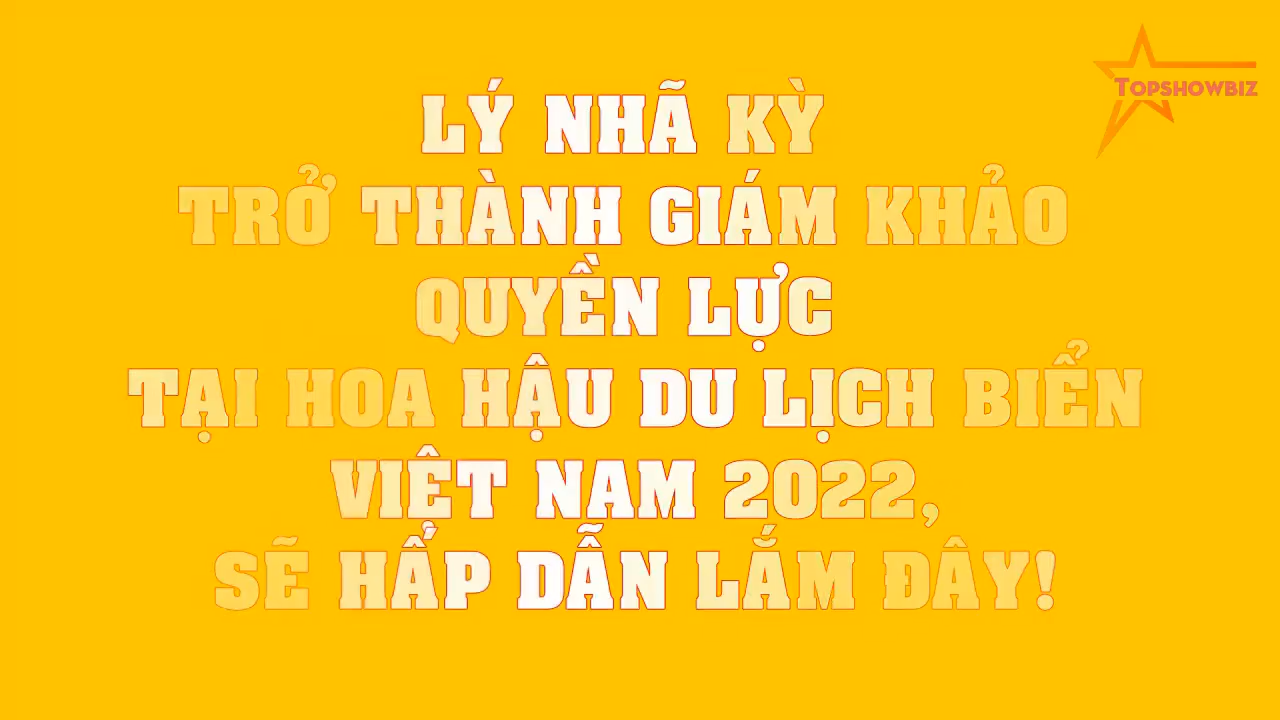 TOPSHOWBIZ
LÝ NHÃ KỲ
TRỞ THÀNH GIÁM KHẢO
QUYỀN LỰC
TẠI HOA HẬU DU LỊCH BIỂN
VIỆT NAM 2022,
SẼ HẤP DẪN LẮM ĐÂY!